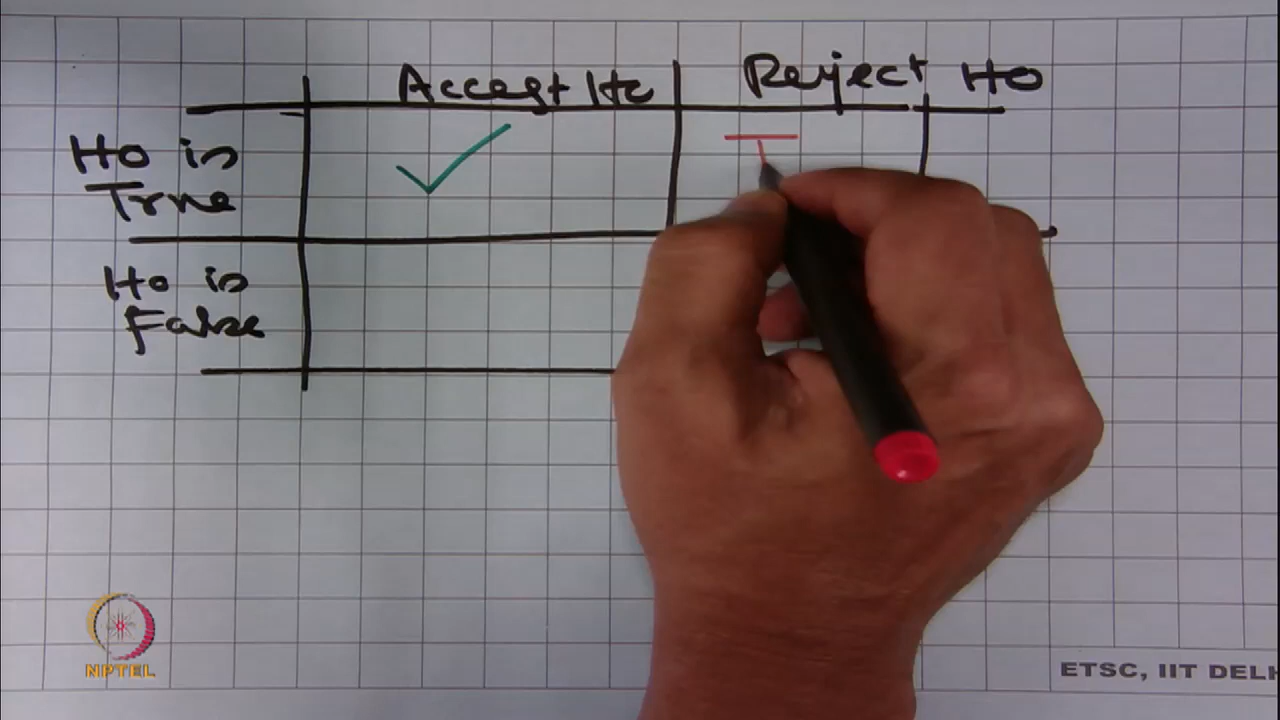 Accept Ho Reject Ho
Ho is
True
Ho is
False
T
NPTEL
ETSC, IIT DELH